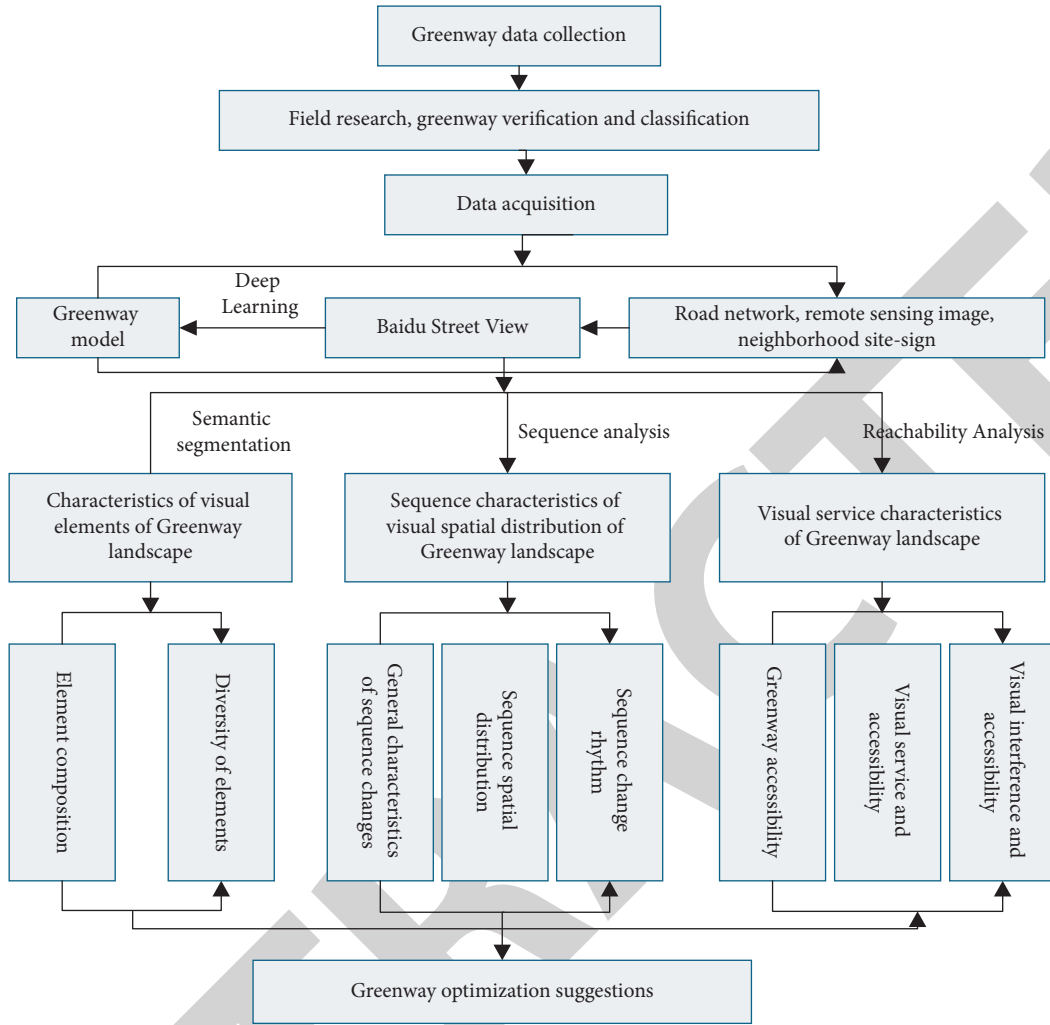 Greenway data collection
Field research, greenway verification and classification
Data acquisition
Deep
Learning
Greenway
model
Baidu Street View
Road network, remote sensing image,
neighborhood site-sign
Semantic
segmentation
Sequence analysis
Reachability Analysis
Characteristics of visual
elements of Greenway
landscape
Sequence characteristics of
visual spatial distribution of
Greenway landscape
Visual service characteristics
of Greenway landscape
Element composition
Diversity of elements
General characteristics
of sequence changes
Sequence spatial
distribution
Sequence change
rhythm
Greenway accessibility
Visual service and
accessibility
Visual interference and
accessibility
Greenway optimization suggestions